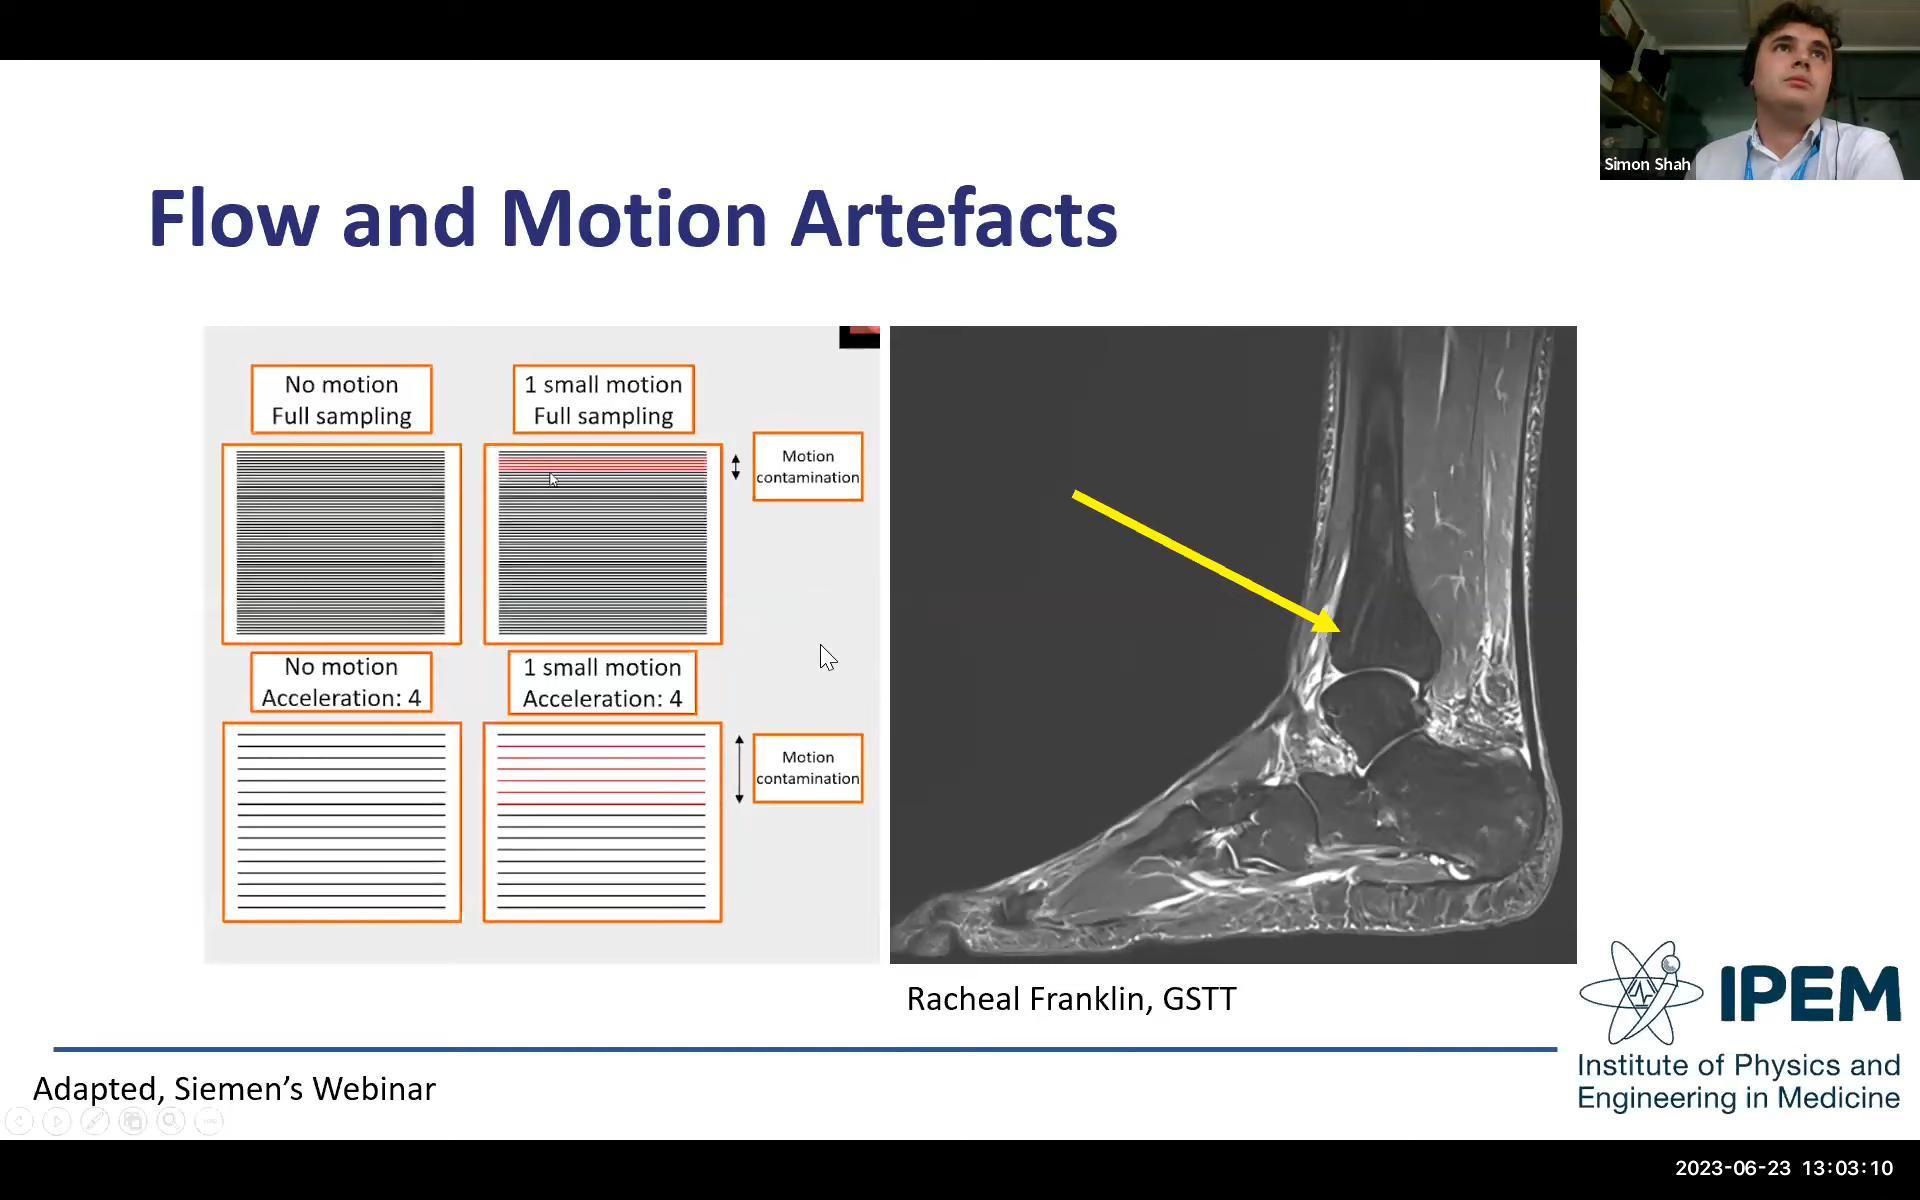 Simon Shah
Flow and Motion Artefacts
No motion
Full sampling
1 small motion
Full sampling
Motion
contamination
No motion
Acceleration: 4
1 small motion
Acceleration: 4
Motion
contamination
Racheal Franklin, GSTT
IPEM
Institute of Physics and
Engineering in Medicine
Adapted, Siemen’s Webinar
2023-06-23 13:03:10